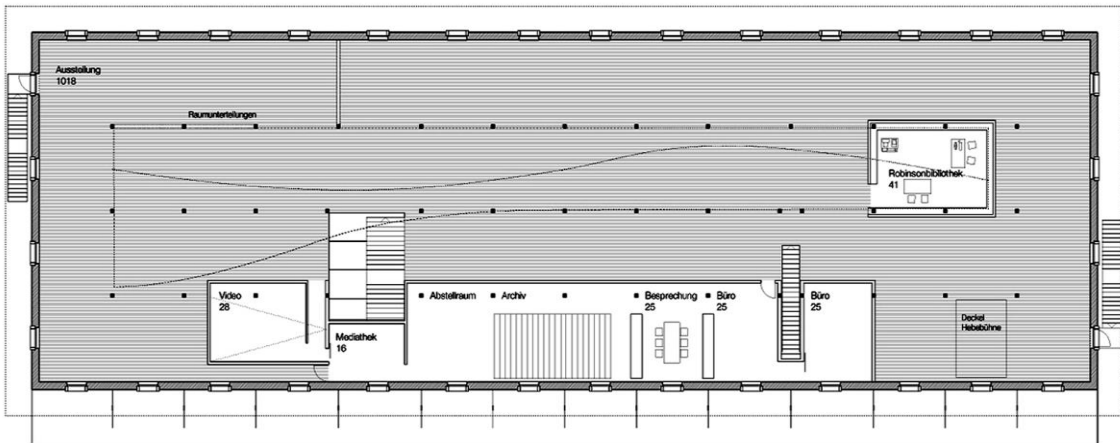 Ausstellung
1018
Raumunterteilungen
Robinsonbibliothek
41
Video
28
Abstellraum
Archiv
Besprechung
25
Büro
25
Büro
25
Mediathek
16
Deckel
Hebebühne